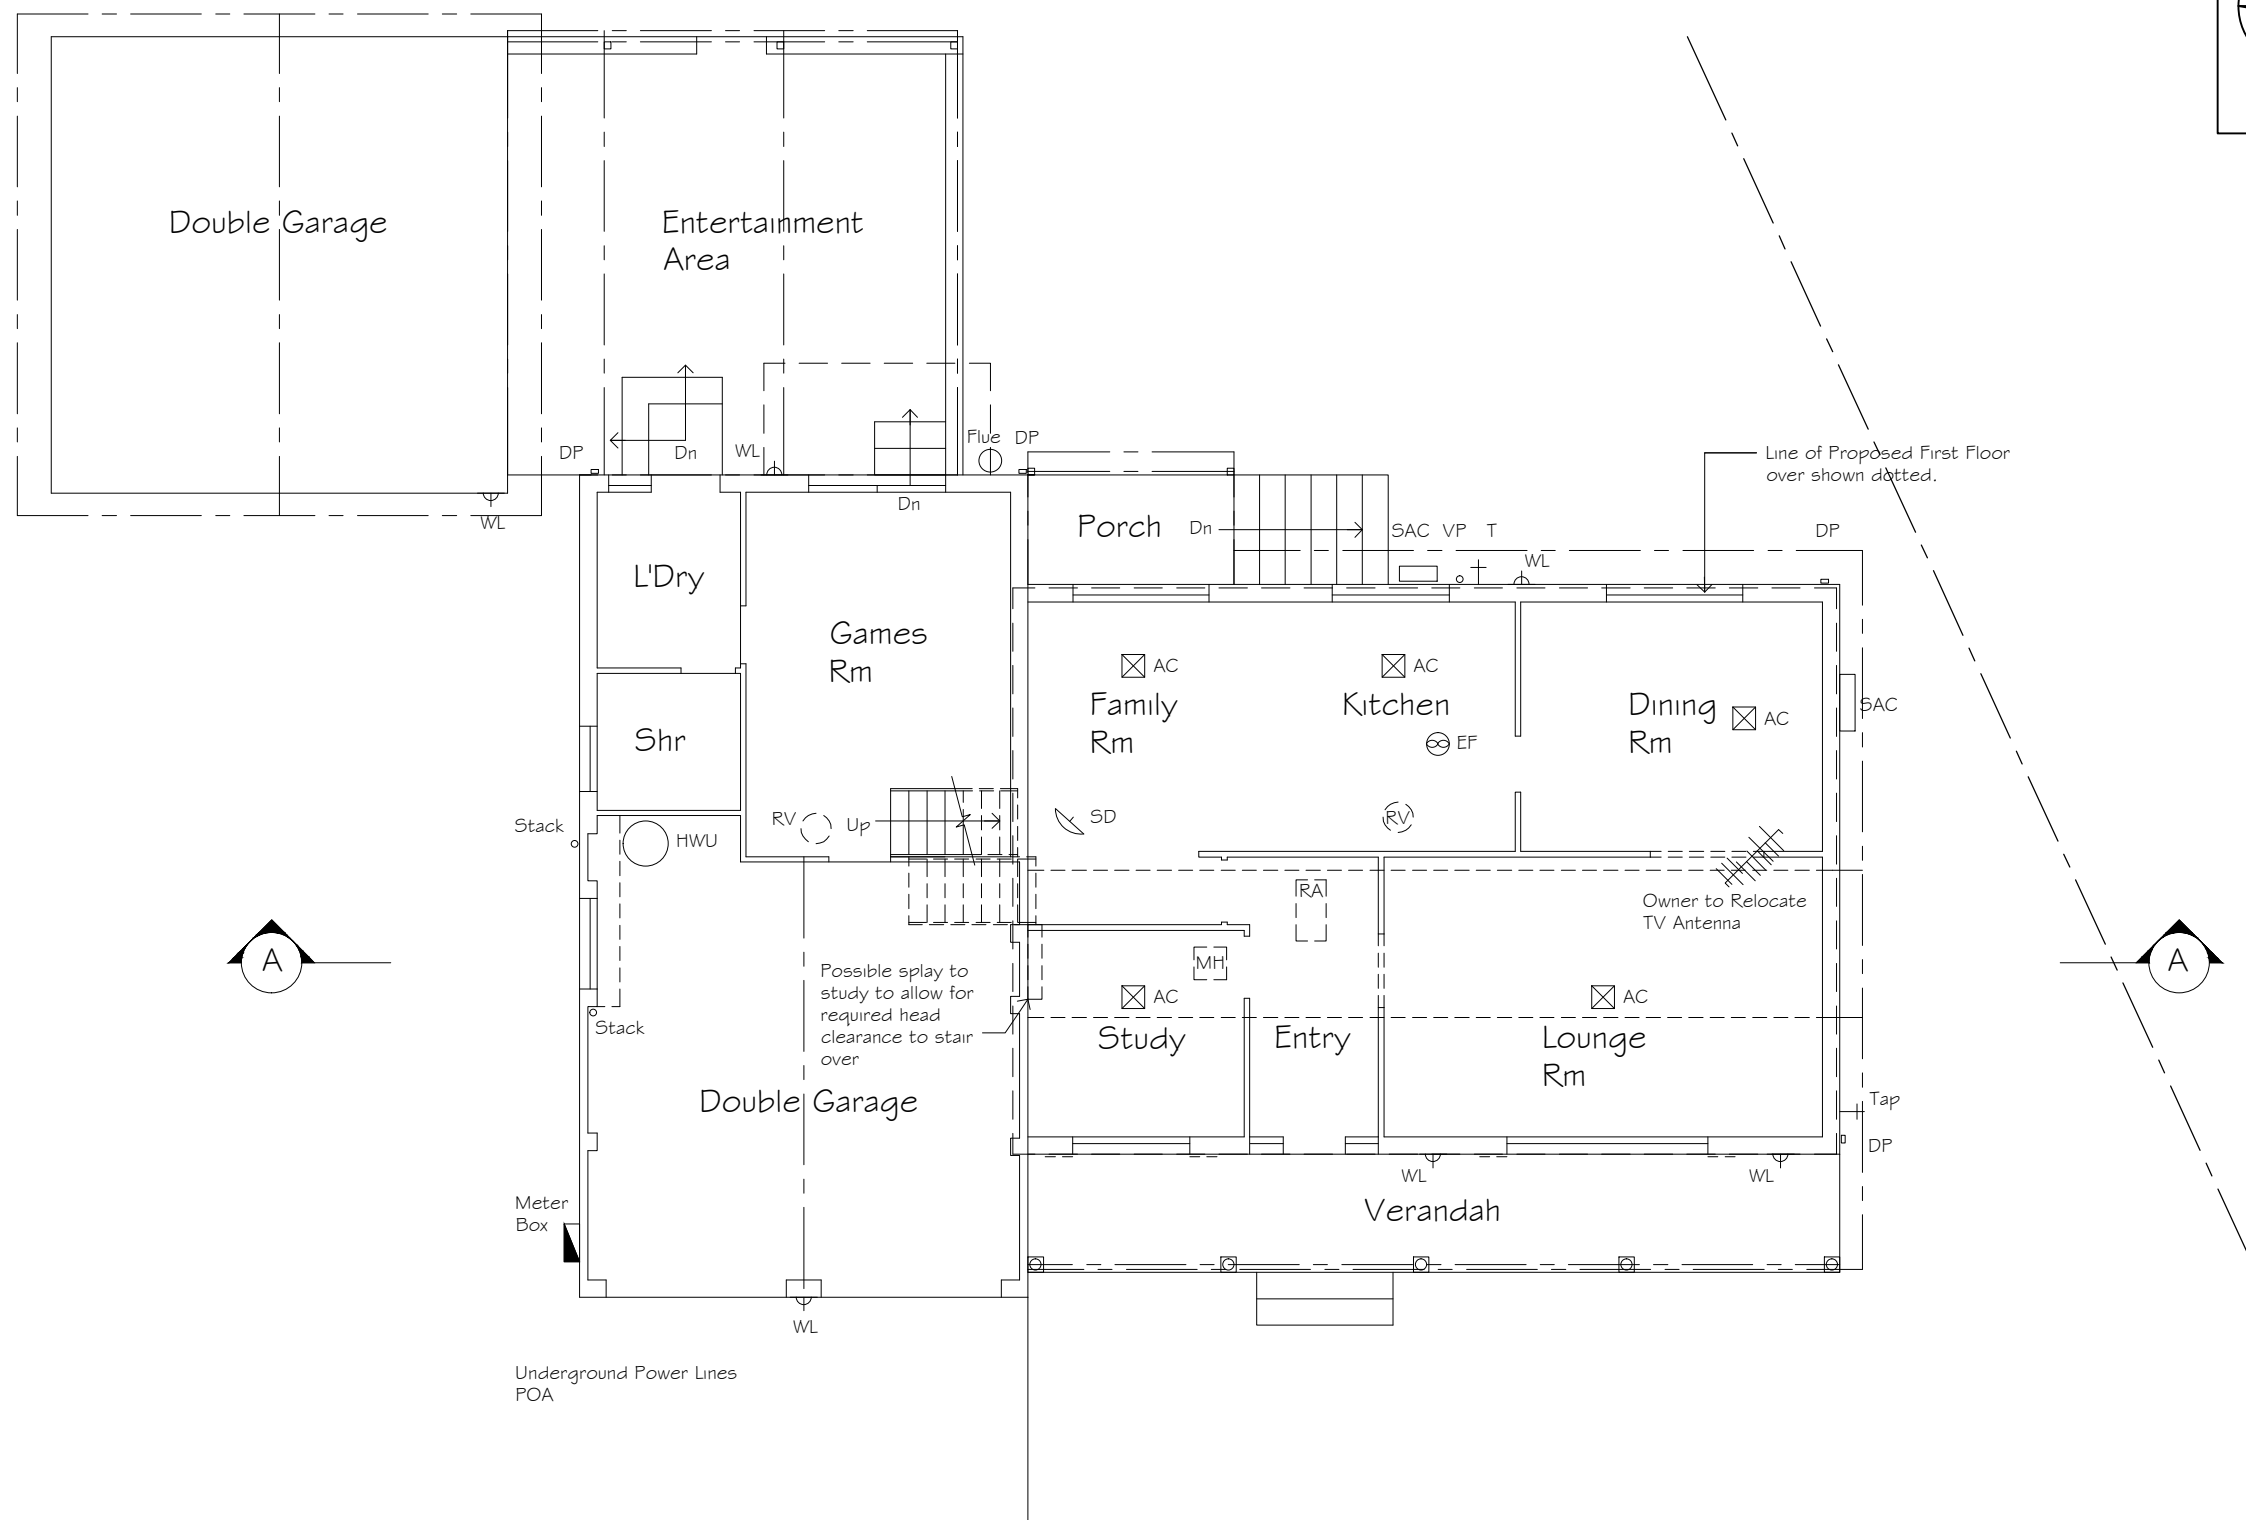 Double Garage
Entertainment
Area
DP
Dn
WL
Flue
DP
Dn
WL
Line of Proposed First Floor
over shown dotted.
Porch
Dn
SAC
VP
T
WL
DP
L'Dry
Games
Rm
AC
Family
Rm
AC
Kitchen
EF
Dining
Rm
AC
SAC
Shr
Stack
HWU
RV
Up
SD
RV
Owner to Relocate
TV Antenna
RA
MH
A
A
Possible splay to
study to allow for
required head
clearance to stair
over
AC
Study
Entry
AC
Lounge
Rm
Stack
Double Garage
Tap
DP
WL
WL
Meter
Box
Verandah
WL
Underground Power Lines
POA